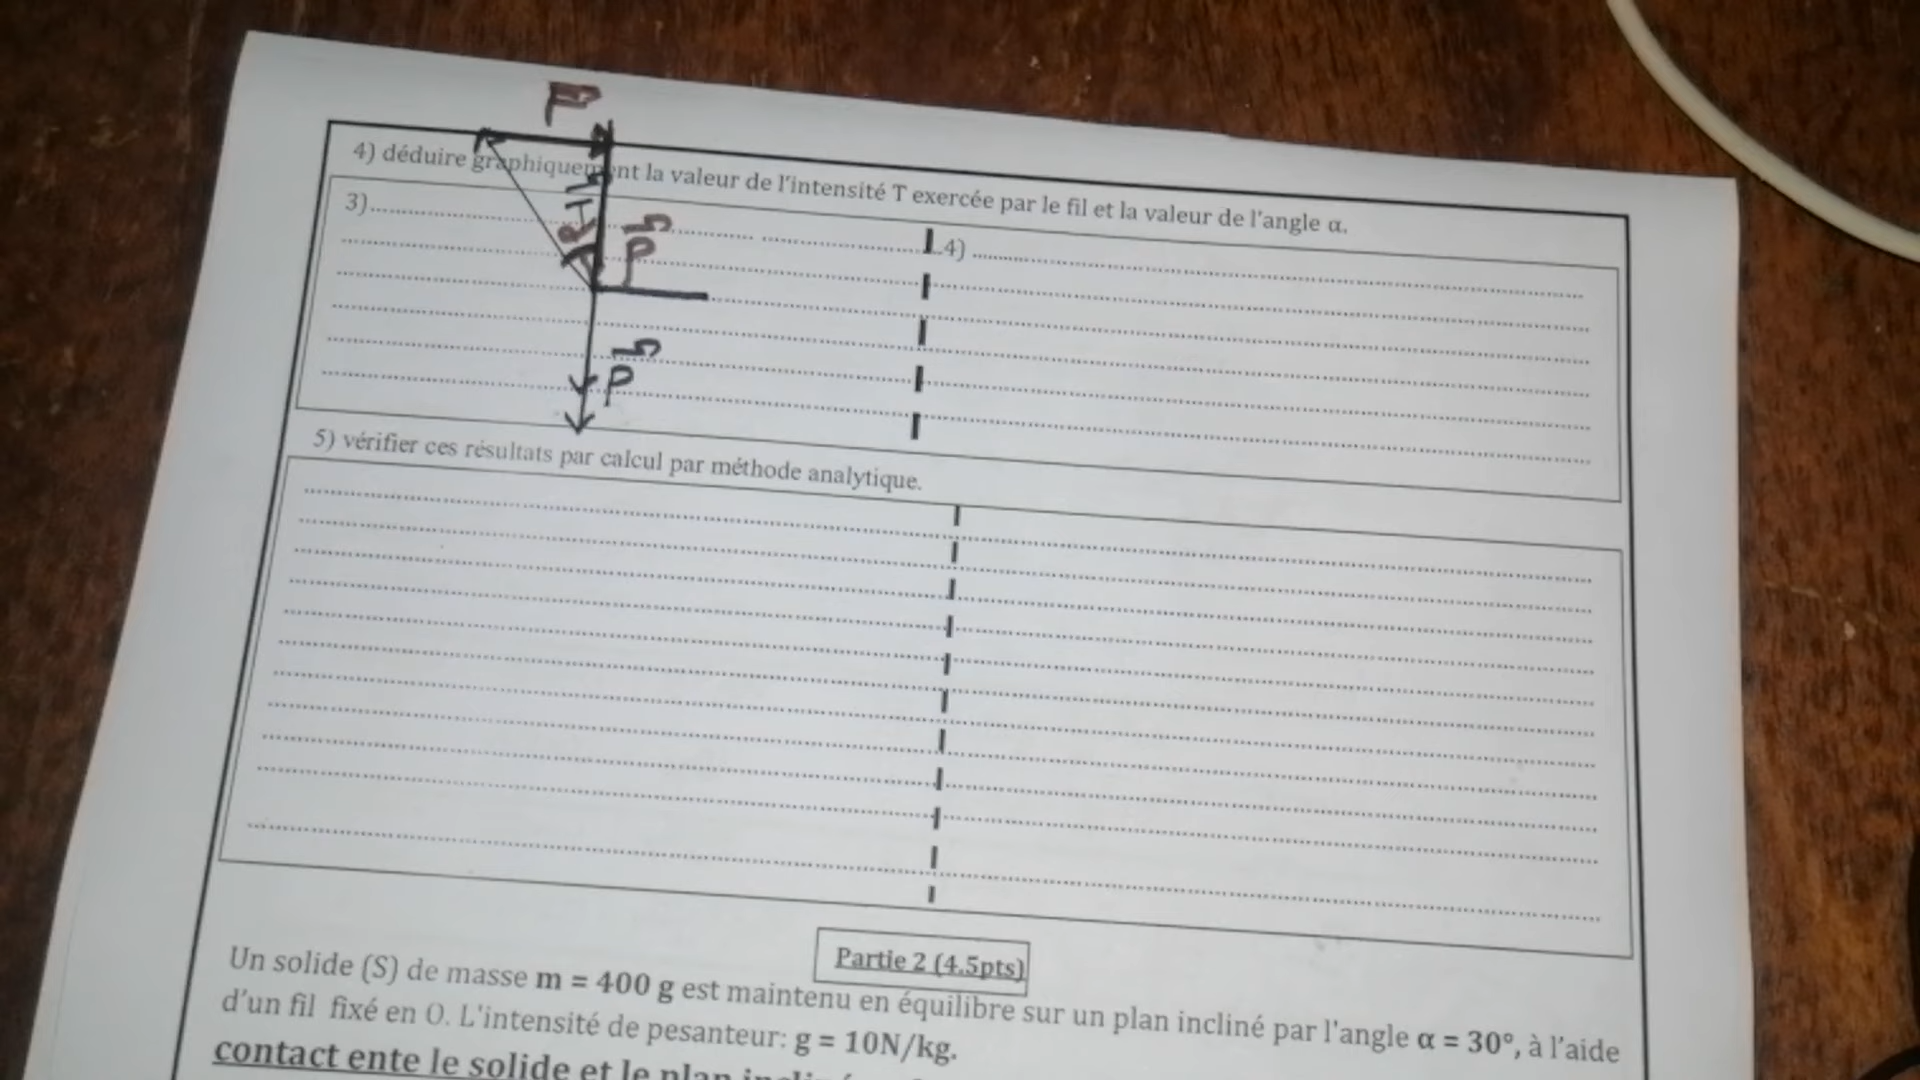 F
4) déduire graphiquement la valeur de l'intensité T exercée par le fil et la valeur de l'angle α.
3)
4)
P
P
5) vérifier ces résultats par calcul par méthode analytique.
Partie 2 (4.5pts)
Un solide (S) de masse m = 400 g est maintenu en équilibre sur un plan incliné par l'angle α = 30°, à l'aide
d'un fil fixé en O. L'intensité de pesanteur: g = 10N/kg.
contact ente le solide et le plan